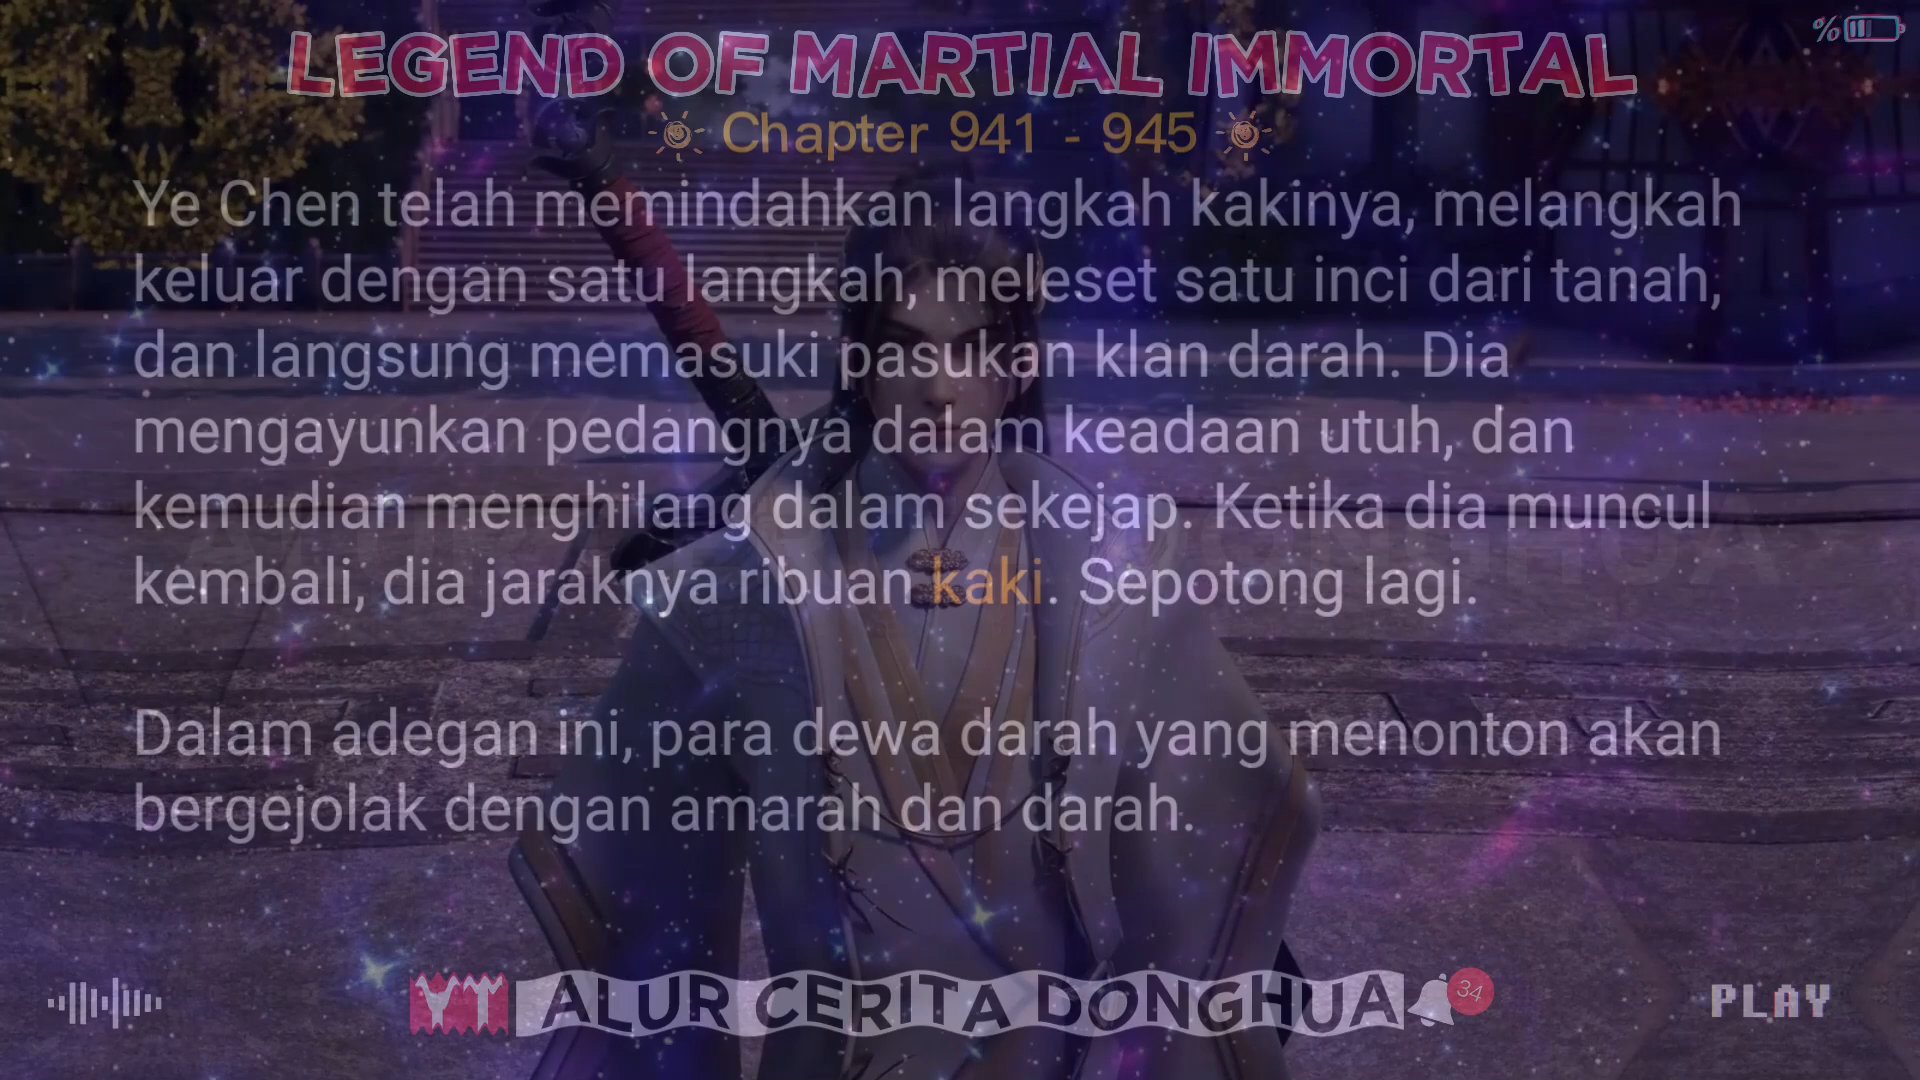 %
LEGEND OF MARTIAL IMMORTAL
Chapter 941 - 945
Ye Chen telah memindahkan langkah kakinya, melangkah
keluar dengan satu langkah, meleset satu inci dari tanah,
dan langsung memasuki pasukan klan darah. Dia
mengayunkan pedangnya dalam keadaan utuh, dan
kemudian menghilang dalam sekejap. Ketika dia muncul
kembali, dia jaraknya ribuan kaki. Sepotong lagi.
Dalam adegan ini, para dewa darah yang menonton akan
bergejolak dengan amarah dan darah.
YT ALUR CERITA DONGHUA 34
PLAY